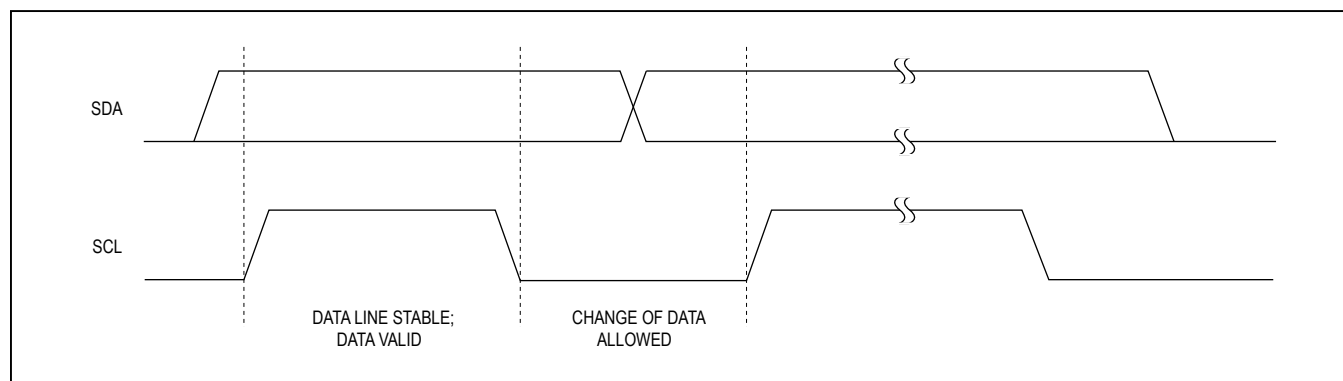 SDA
SCL
DATA LINE STABLE;
DATA VALID
CHANGE OF DATA
ALLOWED